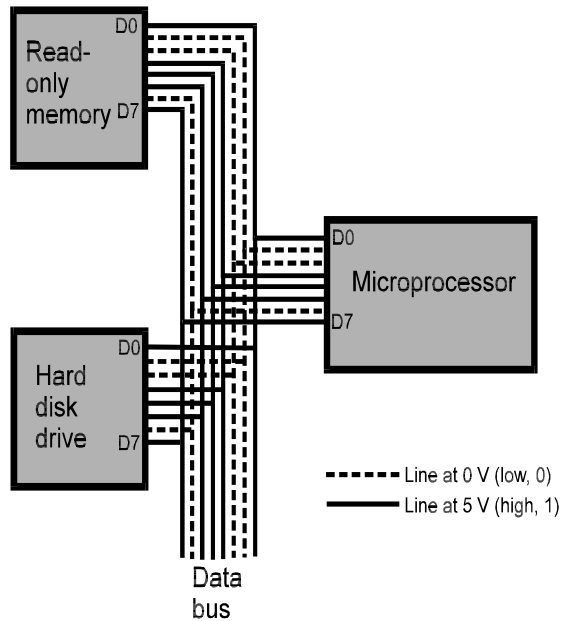 D0
Read-
only
memory
D7
D0
Microprocessor
D7
D0
Hard
disk
drive
D7
Line at 0 V (low, 0)
Line at 5 V (high, 1)
Data
bus